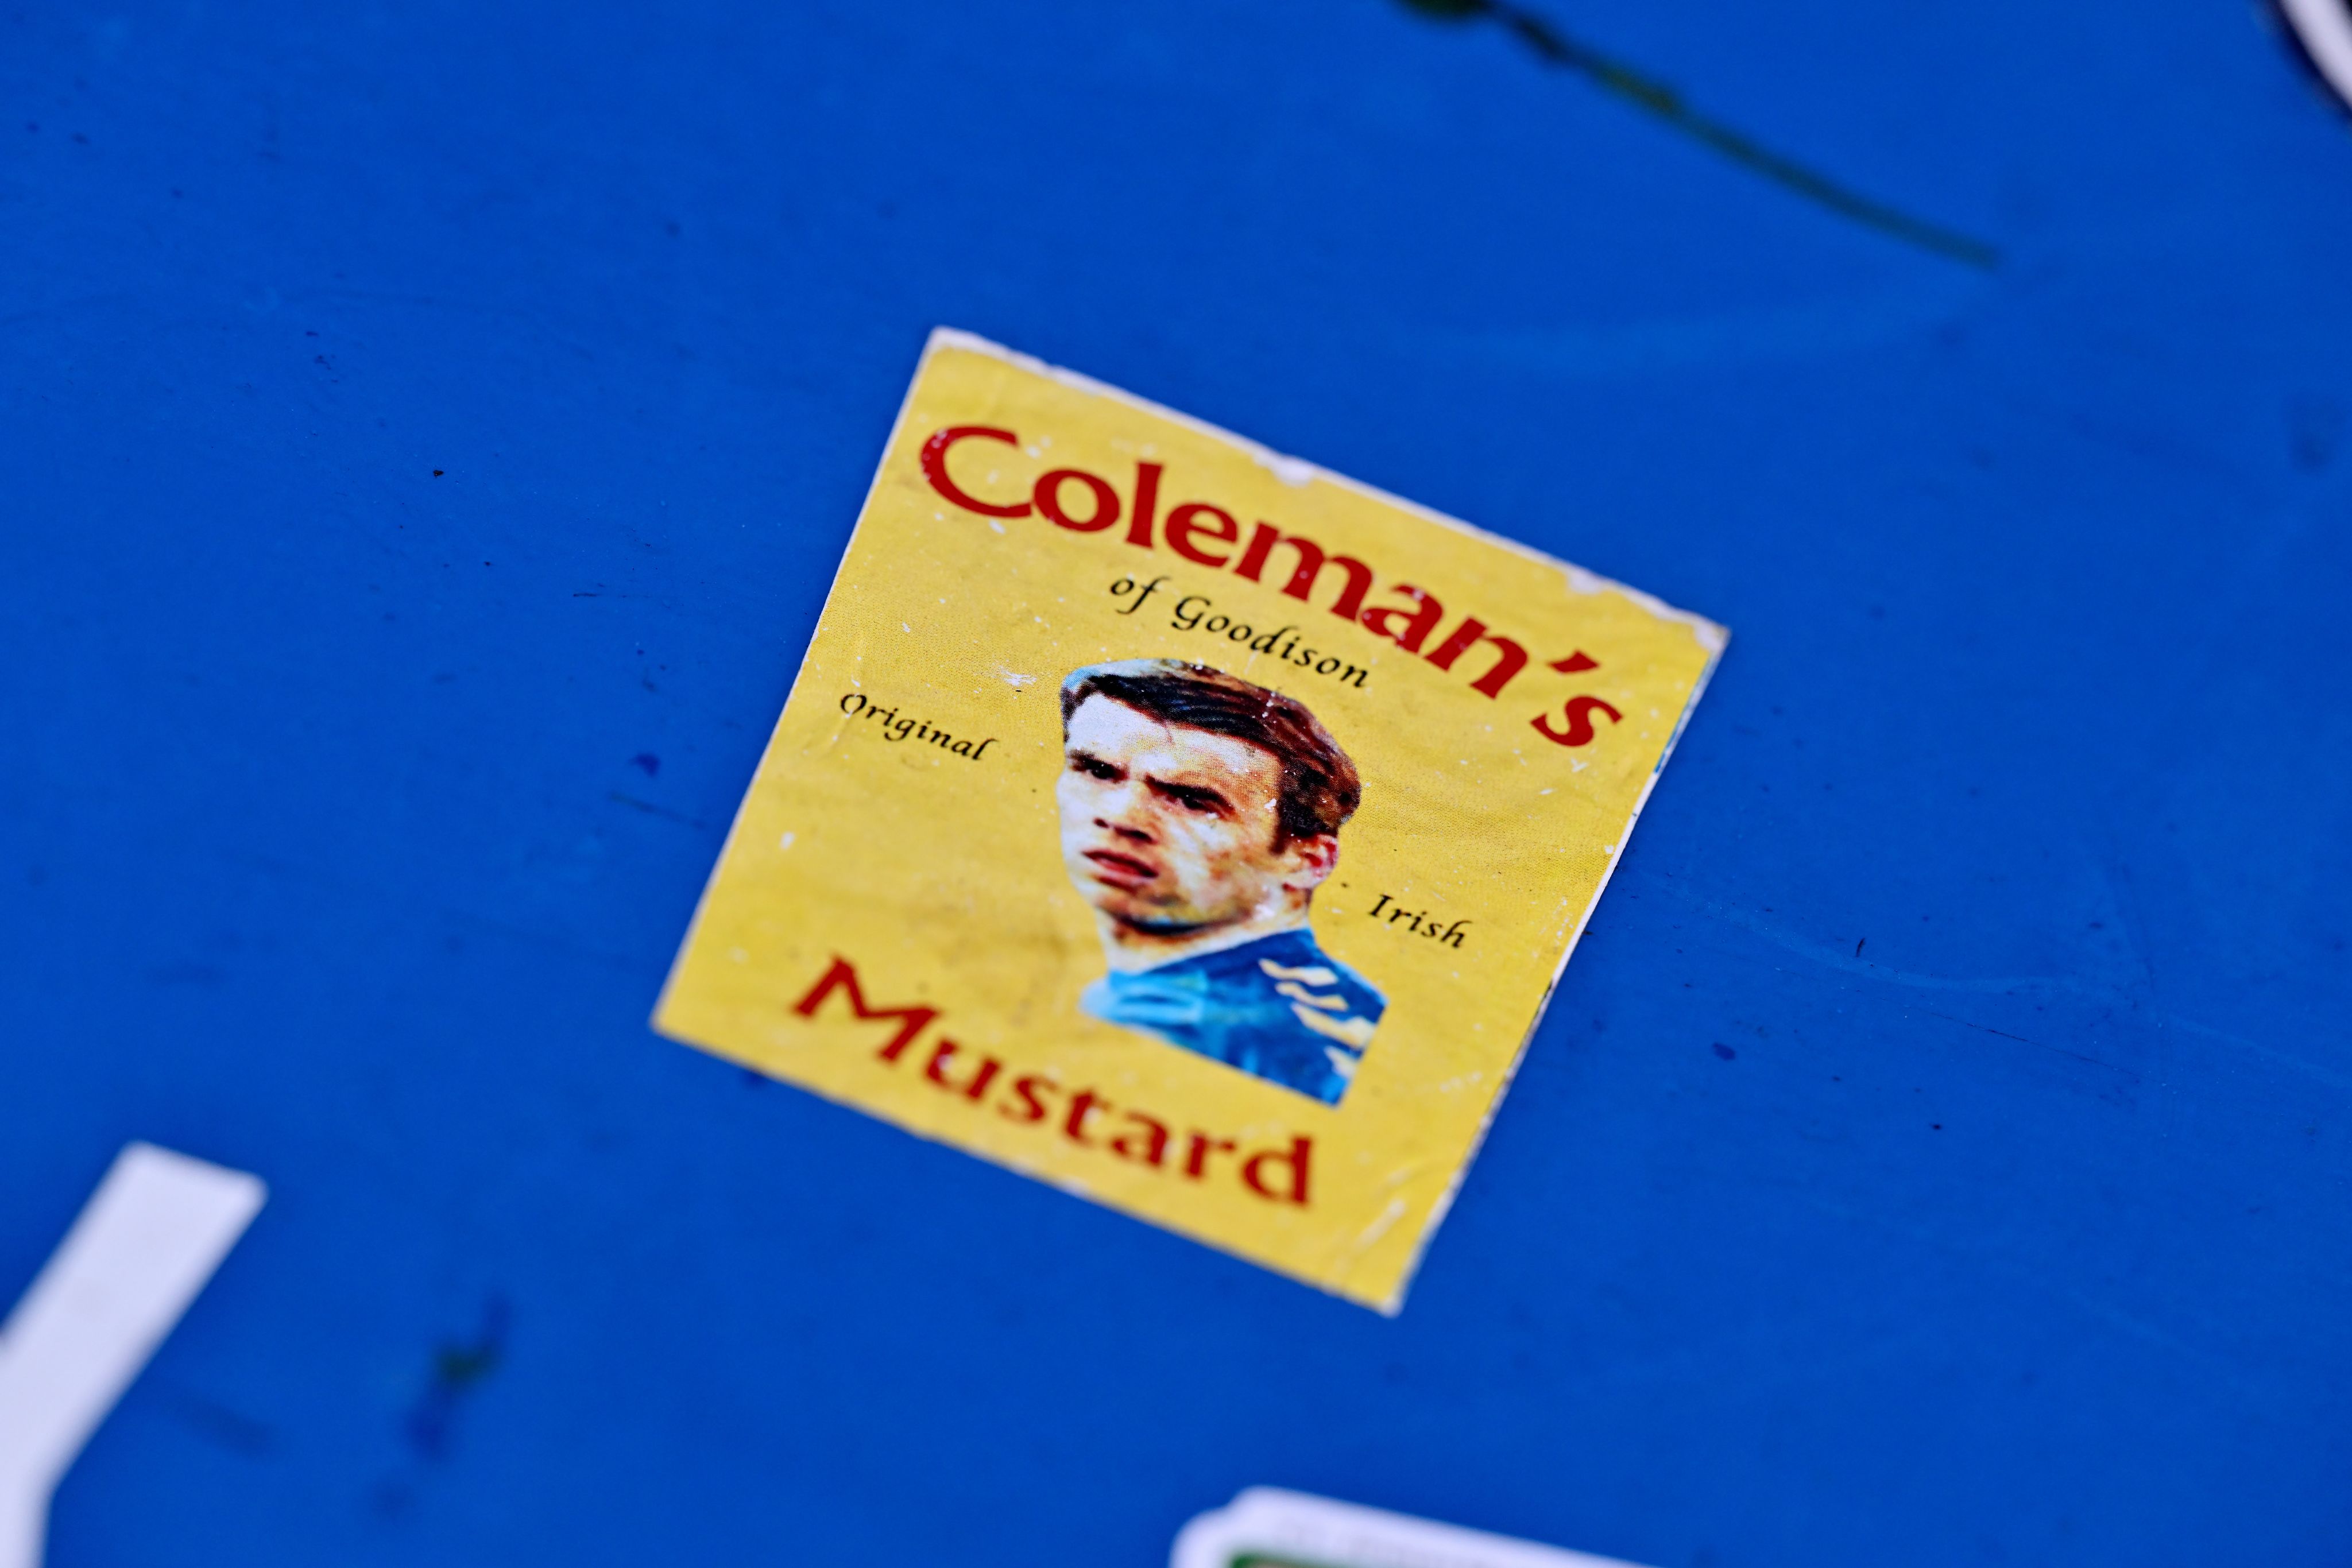 Coleman's
of Goodison
Original
Irish
Mustard